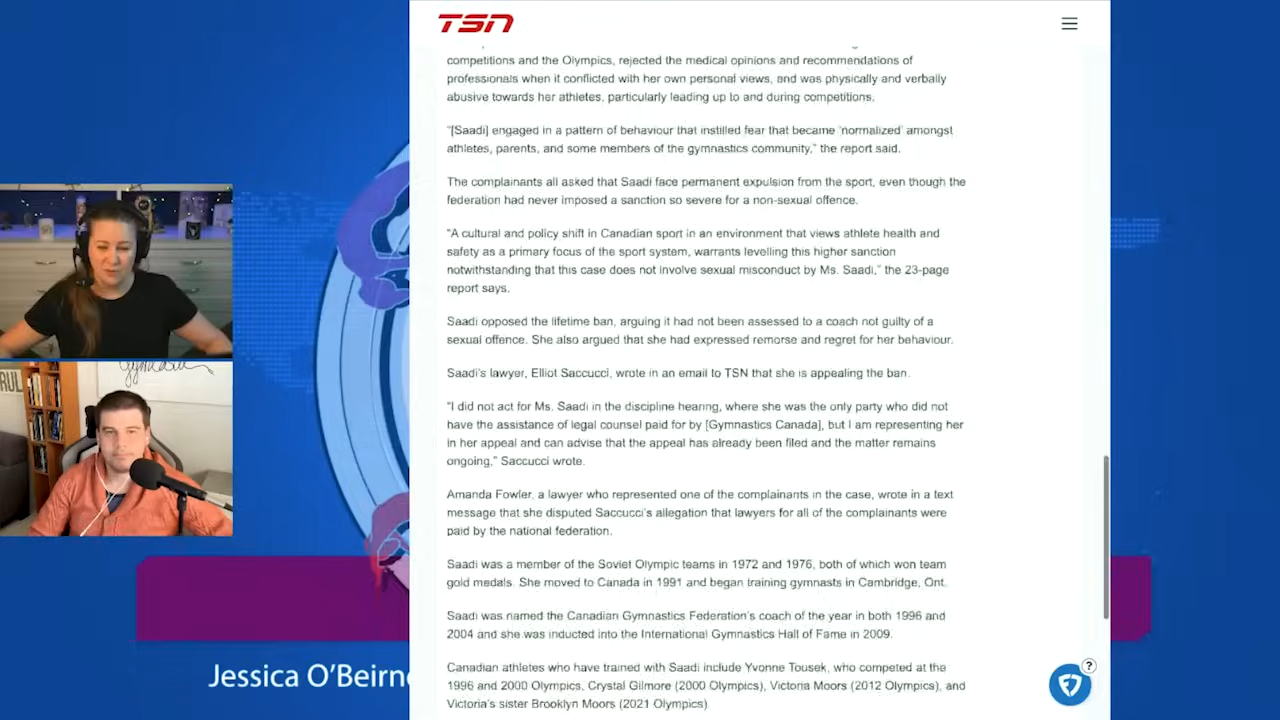 TSN
competitions and the Olympics, rejected the medical opinions and recommendations of
professionals when it conflicted with her own personal views, and was physically and verbally
abusive towards her athletes, particularly leading up to and during competitions.
“[Saadi] engaged in a pattern of behaviour that instilled fear that became ‘normalized’ amongst
athletes, parents, and some members of the gymnastics community,” the report said.
The complainants all asked that Saadi face permanent expulsion from the sport, even though the
federation had never imposed a sanction so severe for a non-sexual offence.
“A cultural and policy shift in Canadian sport in an environment that views athlete health and
safety as a primary focus of the sport system, warrants levelling this higher sanction
notwithstanding that this case does not involve sexual misconduct by Ms. Saadi,” the 23-page
report says.
Saadi opposed the lifetime ban, arguing it had not been assessed to a coach not guilty of a
sexual offence. She also argued that she had expressed remorse and regret for her behaviour.
Saadi’s lawyer, Elliot Saccucci, wrote in an email to TSN that she is appealing the ban.
“I did not act for Ms. Saadi in the discipline hearing, where she was the only party who did not
have the assistance of legal counsel paid for by [Gymnastics Canada], but I am representing her
in her appeal and can advise that the appeal has already been filed and the matter remains
ongoing,” Saccucci wrote.
Amanda Fowler, a lawyer who represented one of the complainants in the case, wrote in a text
message that she disputed Saccucci’s allegation that lawyers for all of the complainants were
paid by the national federation.
Saadi was a member of the Soviet Olympic teams in 1972 and 1976, both of which won team
gold medals. She moved to Canada in 1991 and began training gymnasts in Cambridge, Ont.
Saadi was named the Canadian Gymnastics Federation’s coach of the year in both 1996 and
2004 and she was inducted into the International Gymnastics Hall of Fame in 2009.
Canadian athletes who have trained with Saadi include Yvonne Tousek, who competed at the
1996 and 2000 Olympics, Crystal Gilmore (2000 Olympics), Victoria Moors (2012 Olympics), and
Victoria’s sister Brooklyn Moors (2021 Olympics).
?
RUL
Jessica O’Beirne